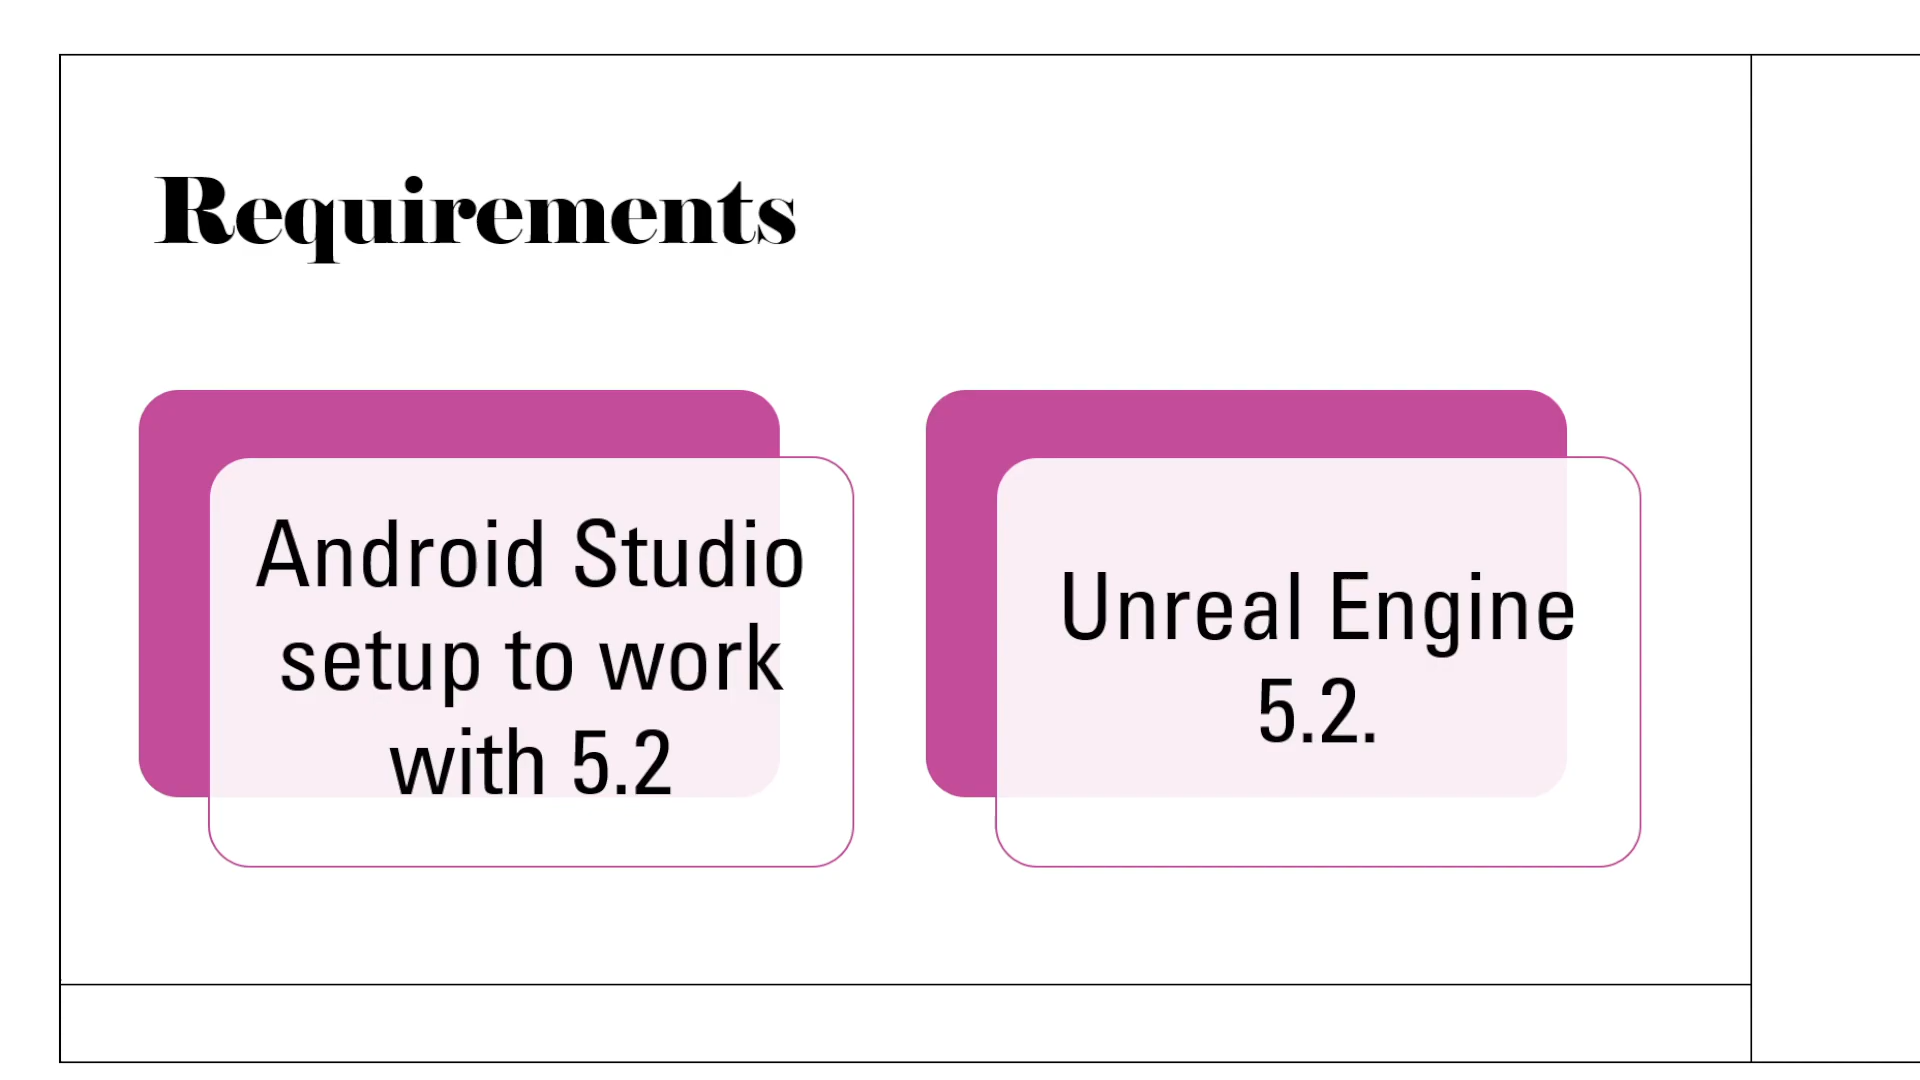 Requirements
Android Studio
setup to work
with 5.2
Unreal Engine
5.2.